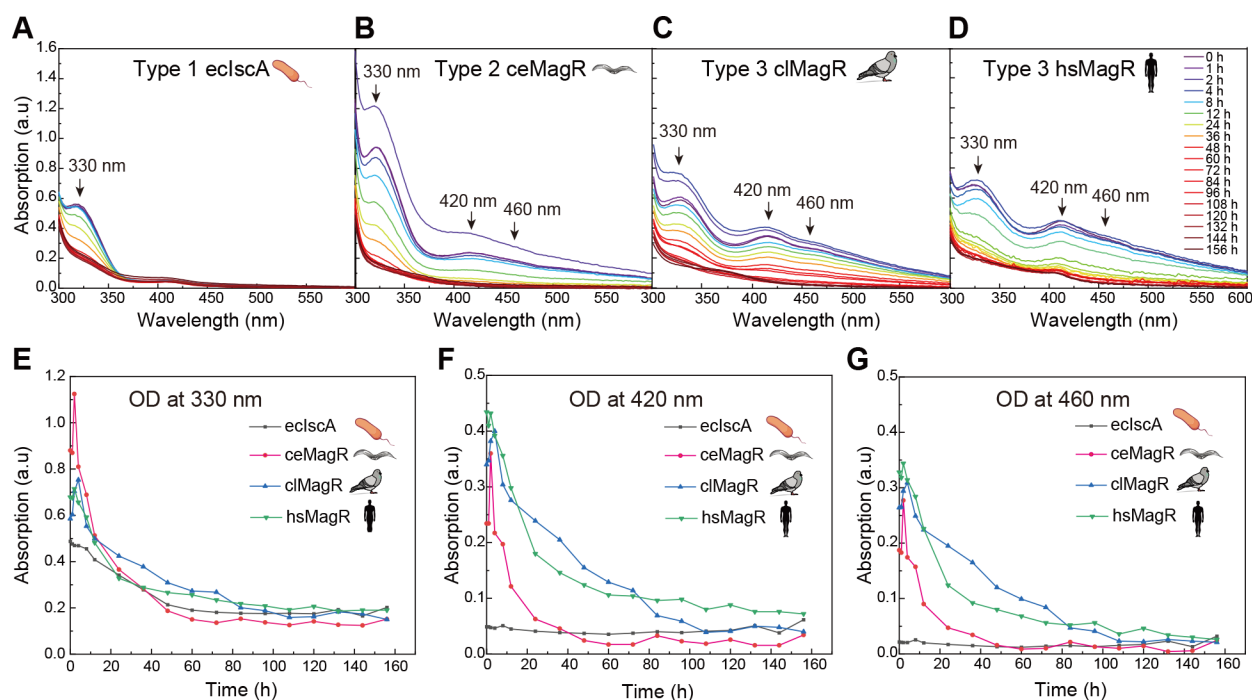 A
B
C
D
Type 1 ecIscA
Type 2 ceMagR
Type 3 clMagR
Type 3 hsMagR
1.6
1.4
1.2
1.0
0.8
0.6
0.4
0.2
0.0
Absorption (a.u)
330 nm
330 nm
420 nm
460 nm
330 nm
420 nm
460 nm
330 nm
420 nm
460 nm
0 h
1 h
2 h
4 h
8 h
12 h
24 h
36 h
48 h
60 h
72 h
84 h
96 h
108 h
120 h
132 h
144 h
156 h
300 350 400 450 500 550
300 350 400 450 500 550
300 350 400 450 500 550
300 350 400 450 500 550 600
Wavelength (nm)
Wavelength (nm)
Wavelength (nm)
Wavelength (nm)
E
OD at 330 nm
ecIscA
ceMagR
clMagR
hsMagR
1.2
1.0
0.8
0.6
0.4
0.2
0.0
Absorption (a.u)
0 20 40 60 80 100 120 140 160
Time (h)
F
OD at 420 nm
ecIscA
ceMagR
clMagR
hsMagR
0.5
0.4
0.3
0.2
0.1
0.0
Absorption (a.u)
0 20 40 60 80 100 120 140 160
Time (h)
G
OD at 460 nm
ecIscA
ceMagR
clMagR
hsMagR
0.5
0.4
0.3
0.2
0.1
0.0
Absorption (a.u)
0 20 40 60 80 100 120 140 160
Time (h)